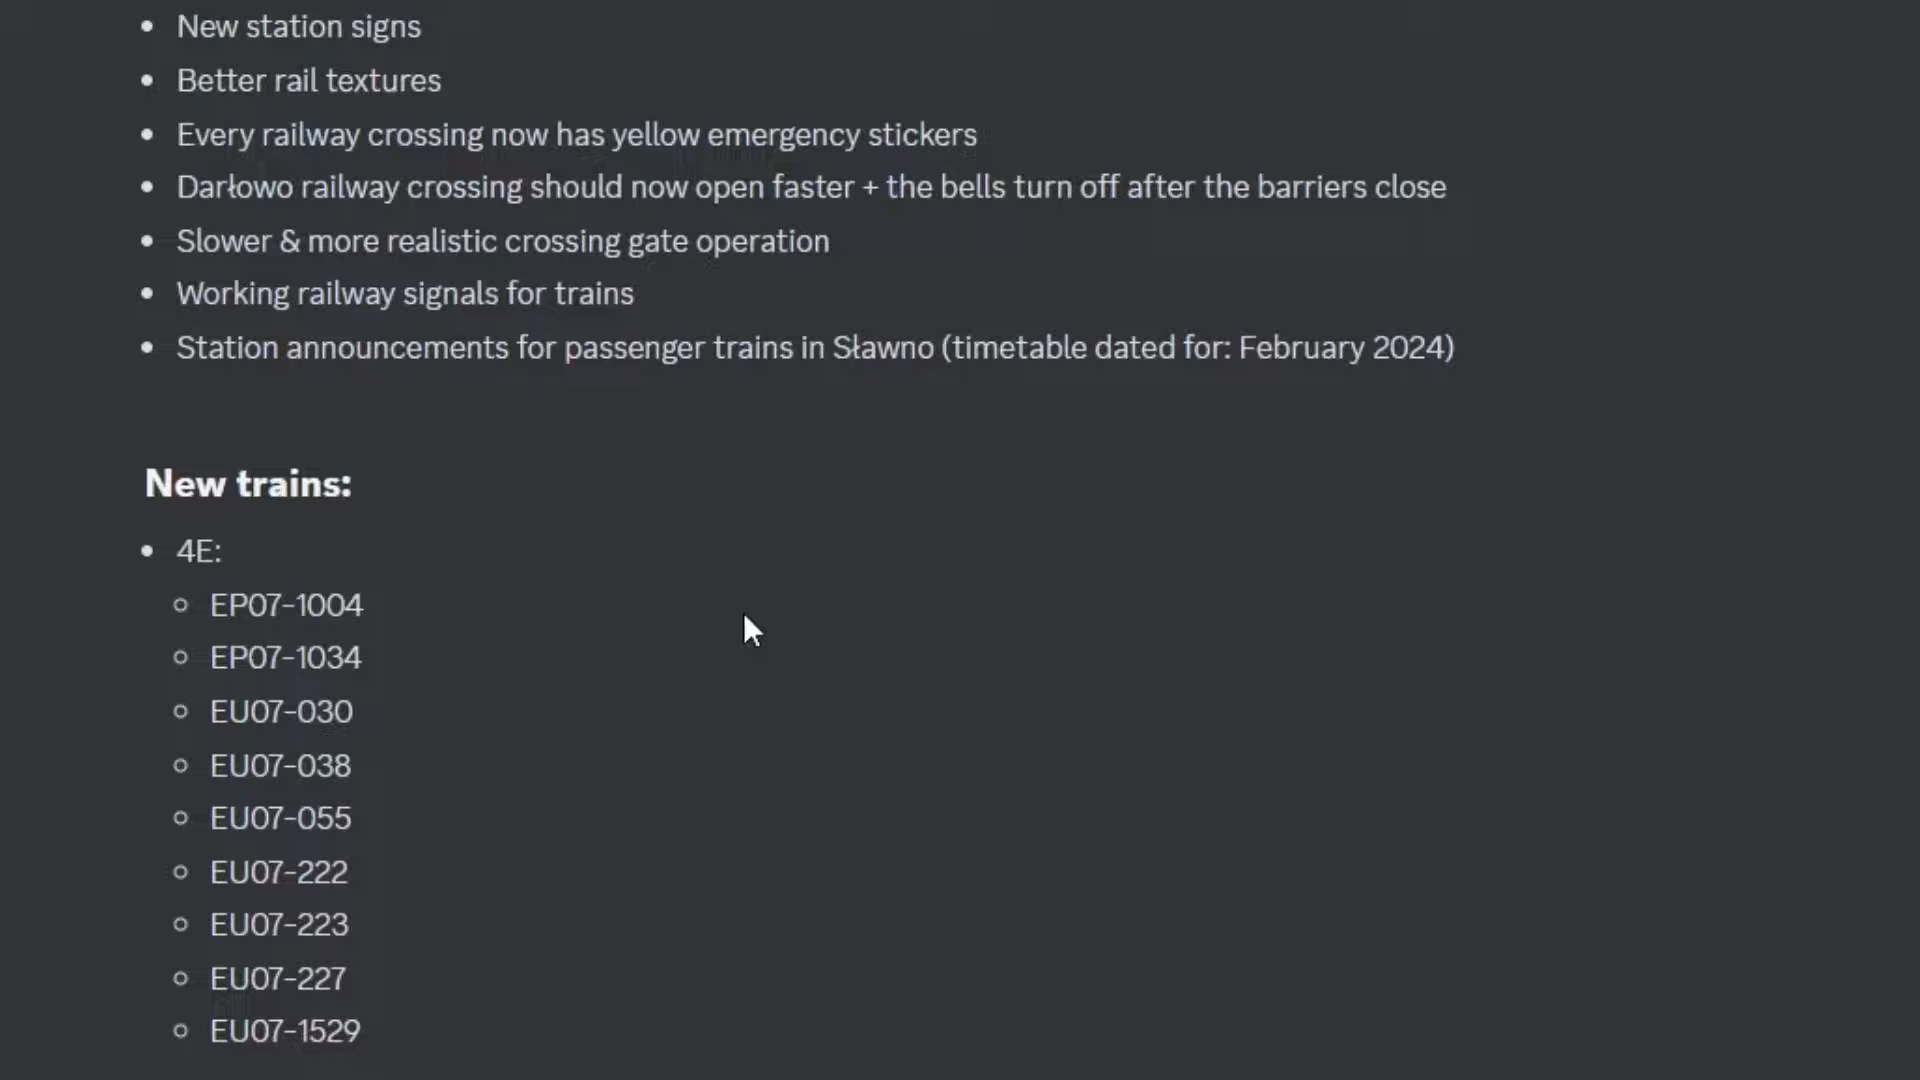 New station signs
Better rail textures
Every railway crossing now has yellow emergency stickers
Darłowo railway crossing should now open faster + the bells turn off after the barriers close
Slower & more realistic crossing gate operation
Working railway signals for trains
Station announcements for passenger trains in Sławno (timetable dated for: February 2024)
New trains:
4E:
EP07-1004
EP07-1034
EU07-030
EU07-038
EU07-055
EU07-222
EU07-223
EU07-227
EU07-1529